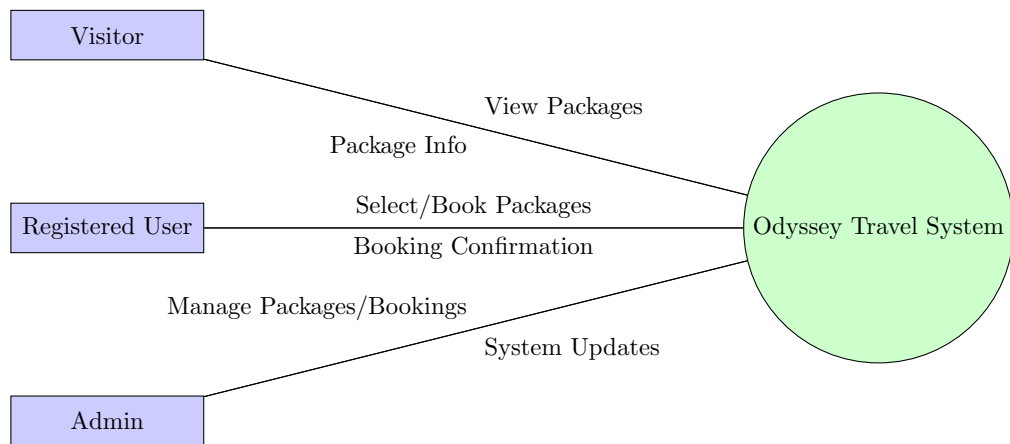 Visitor
View Packages
Package Info
Select/Book Packages
Registered User
Odyssey Travel System
Booking Confirmation
Manage Packages/Bookings
System Updates
Admin